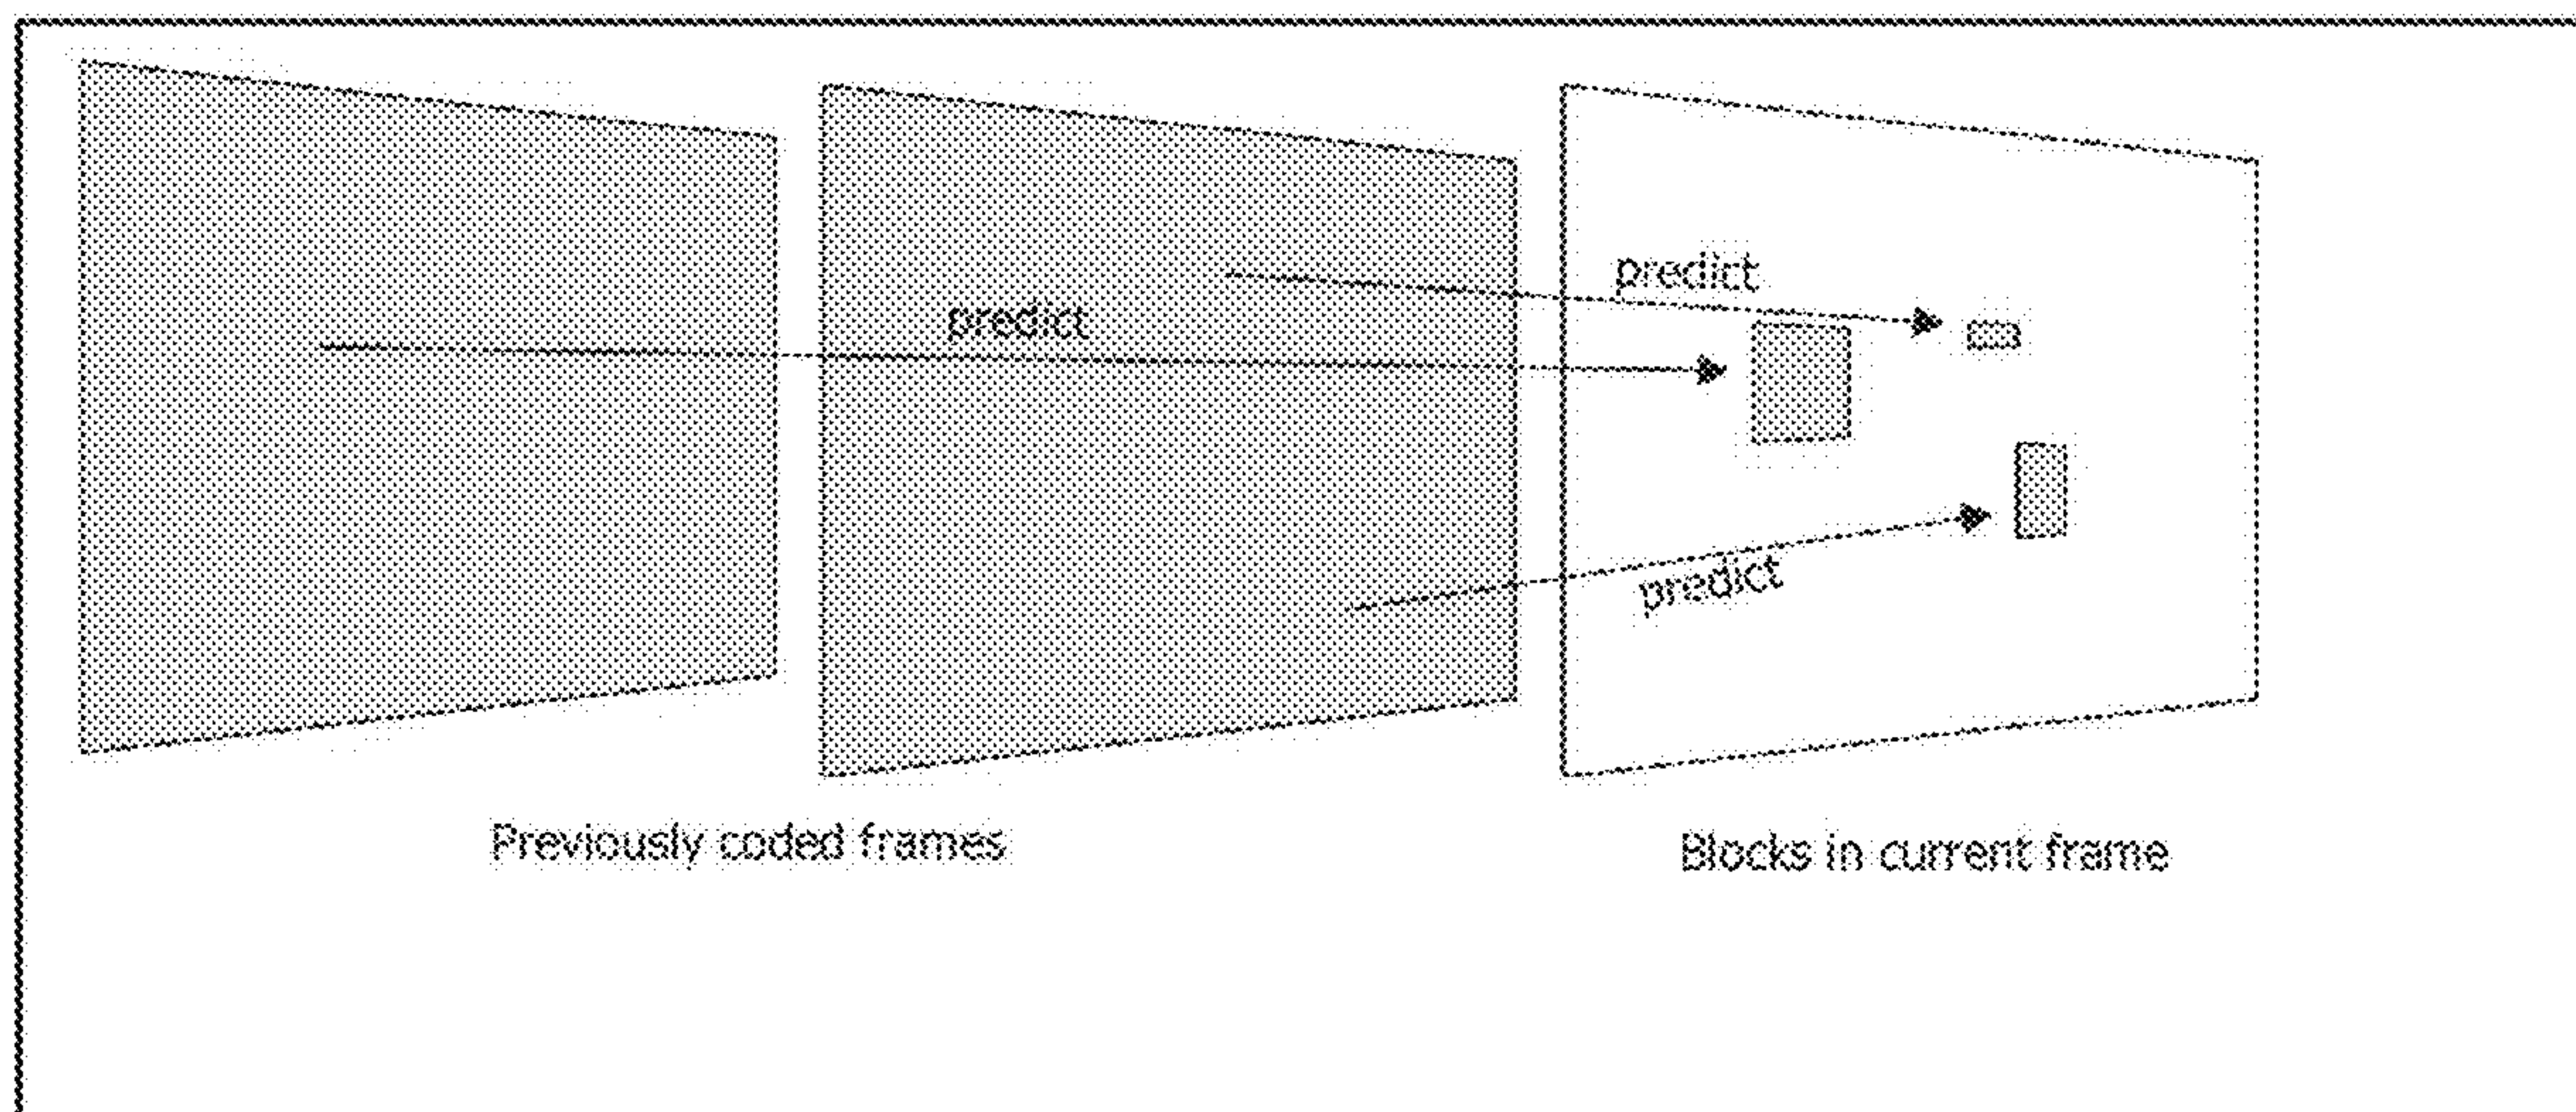 predict
predict
predict
Previously coded frames
Blocks in current frame